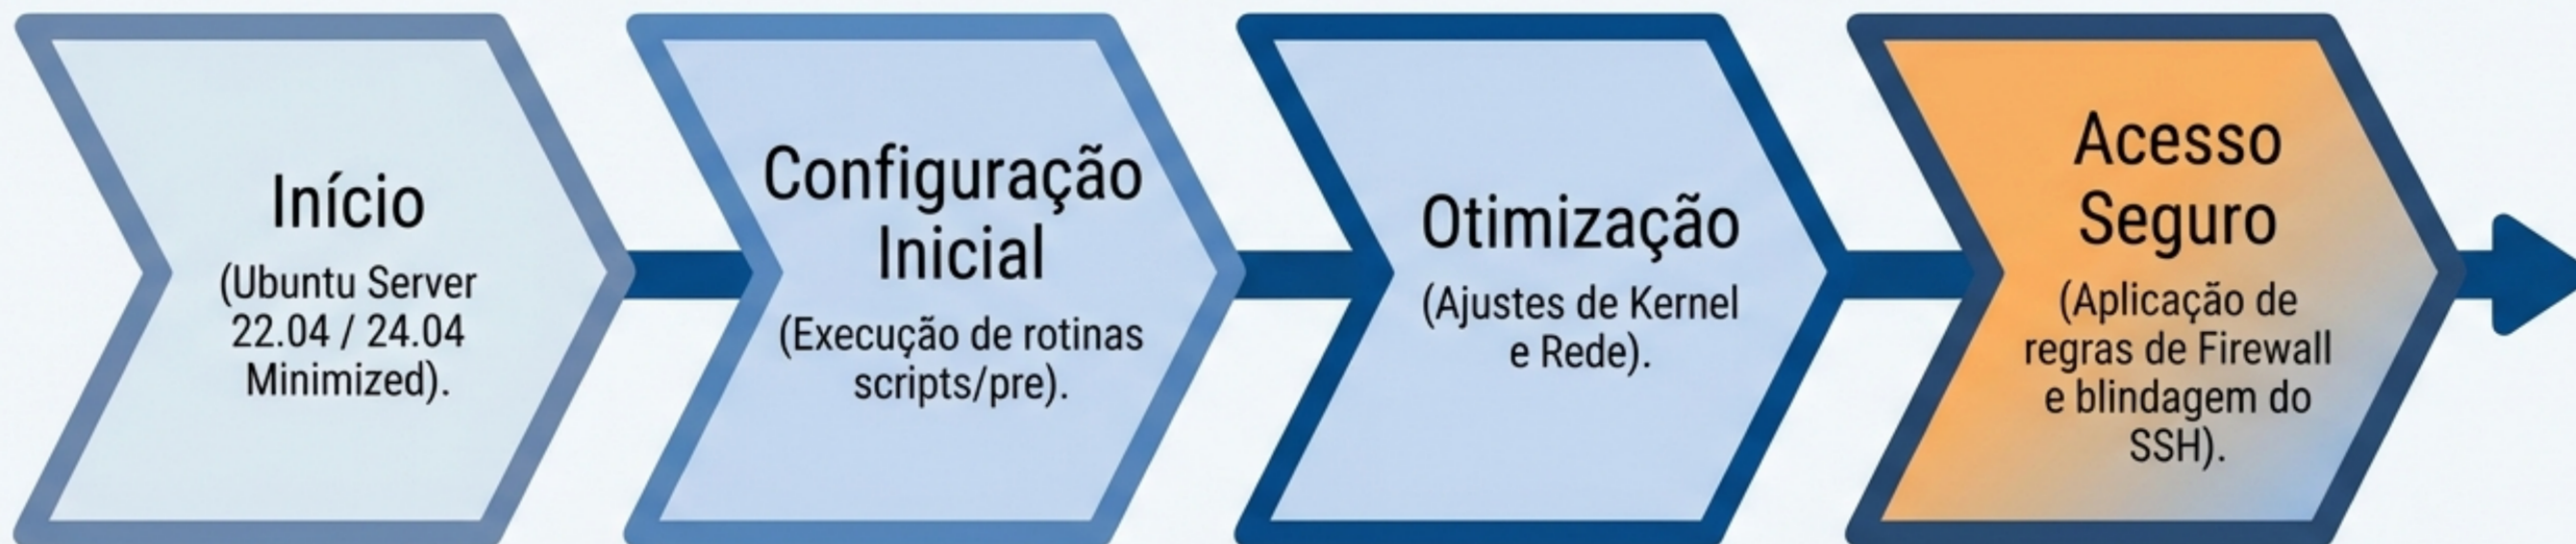 Início
(Ubuntu Server
22.04 / 24.04
Minimized).
Configuração
Inicial
(Execução de rotinas
scripts/pre).
Otimização
(Ajustes de Kernel
e Rede).
Acesso
Seguro
(Aplicação de
regras de Firewall
e blindagem do
SSH).